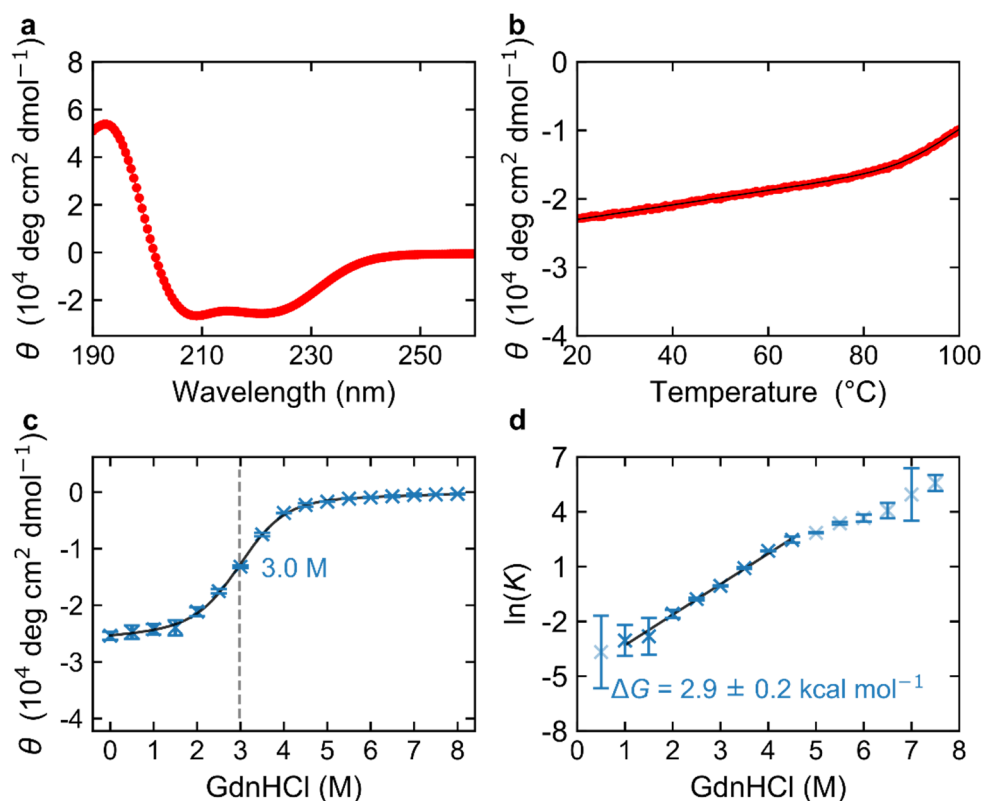 a
θ (10⁴ deg cm² dmol⁻¹)
8
6
4
2
0
-2
190 210 230 250
Wavelength (nm)
b
θ (10⁴ deg cm² dmol⁻¹)
0
-1
-2
-3
-4
20 40 60 80 100
Temperature (°C)
c
θ (10⁴ deg cm² dmol⁻¹)
0
-1
-2
-3
-4
3.0 M
0 1 2 3 4 5 6 7 8
GdnHCl (M)
d
ln(K)
7
4
1
-2
-5
-8
ΔG = 2.9 ± 0.2 kcal mol⁻¹
0 1 2 3 4 5 6 7 8
GdnHCl (M)